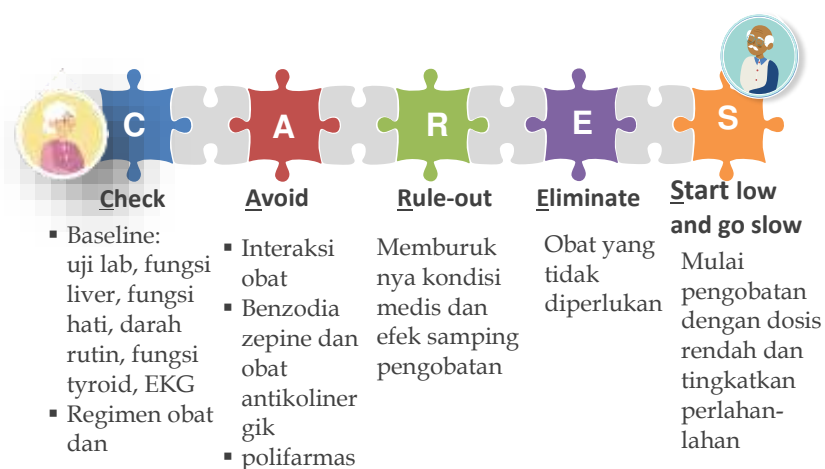 C A R E S
Check
▪ Baseline:
uji lab, fungsi
liver, fungsi
hati, darah
rutin, fungsi
tyroid, EKG
▪ Regimen obat
dan
Avoid
▪ Interaksi
obat
▪ Benzodia
zepine dan
obat
antikoliner
gik
▪ polifarmas
Rule-out
Memburuk
nya kondisi
medis dan
efek samping
pengobatan
Eliminate
Obat yang
tidak
diperlukan
Start low
and go slow
Mulai
pengobatan
dengan dosis
rendah dan
tingkatkan
perlahan-
lahan